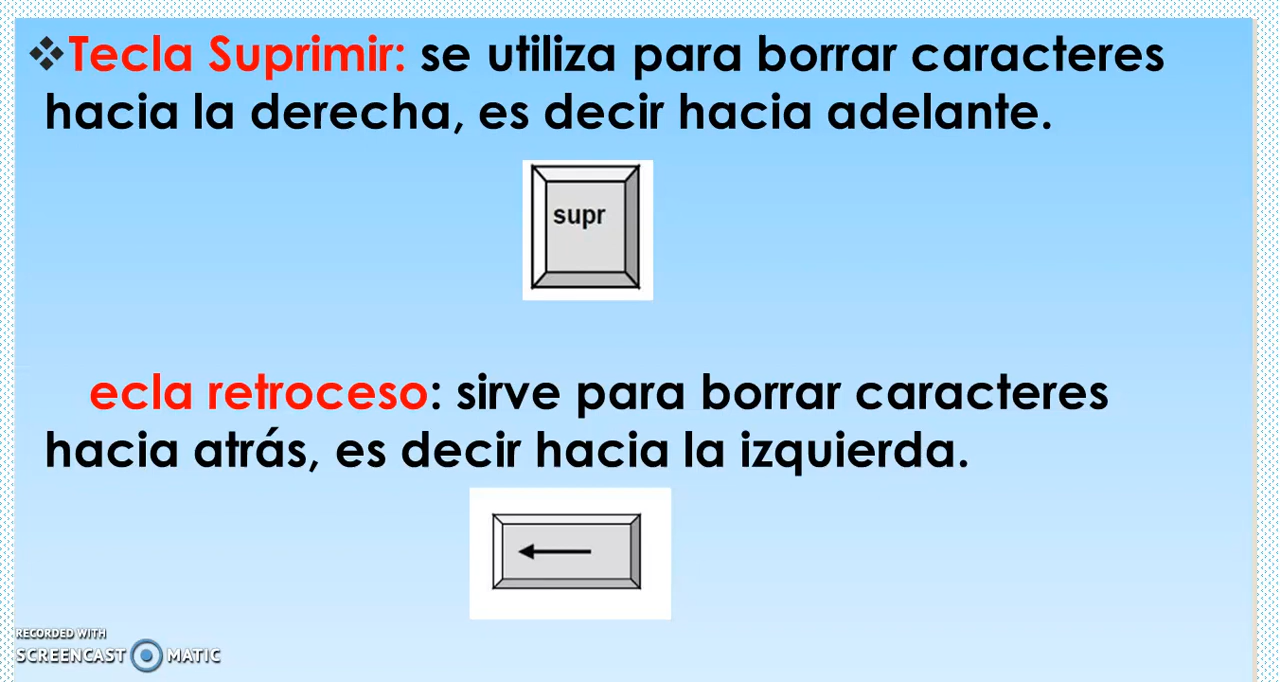 ❖Tecla Suprimir: se utiliza para borrar caracteres
hacia la derecha, es decir hacia adelante.
supr
ecla retroceso: sirve para borrar caracteres
hacia atrás, es decir hacia la izquierda.
RECORDED WITH
SCREENCAST MATIC